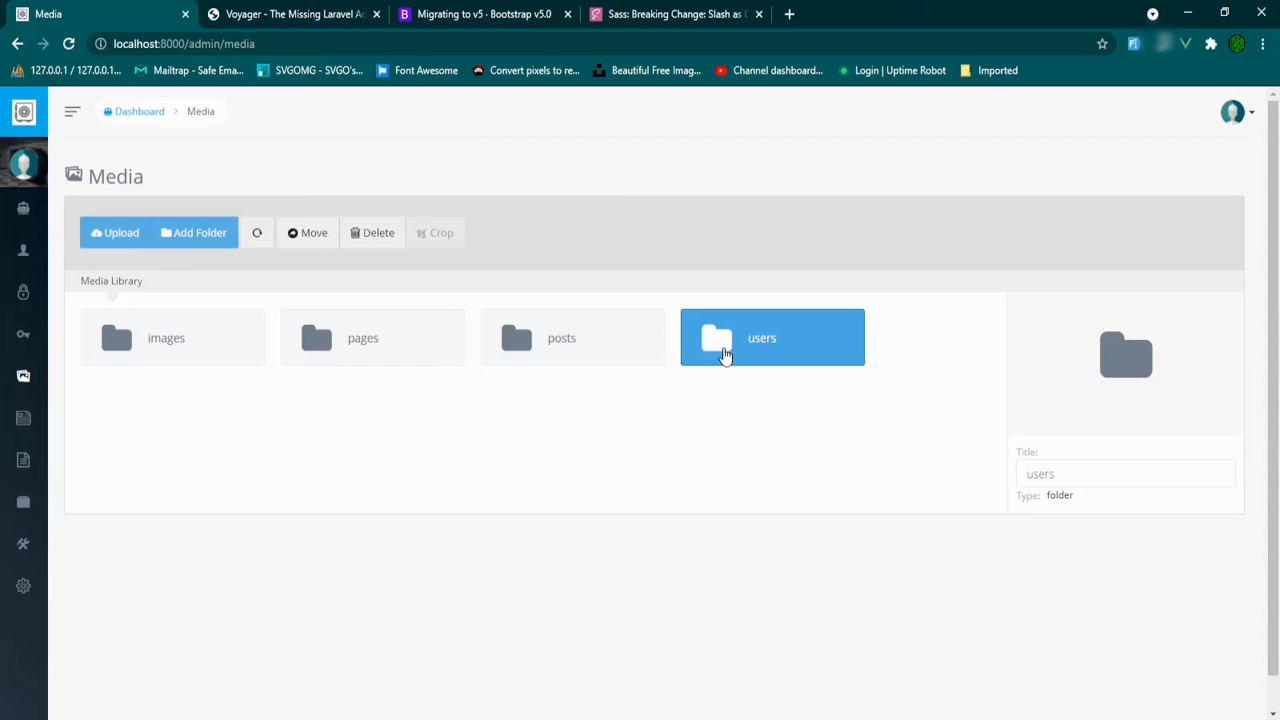 Media
Voyager - The Missing Laravel Ad
Migrating to v5 · Bootstrap v5.0
Sass: Breaking Change: Slash as D
localhost:8000/admin/media
127.0.0.1 / 127.0.0.1...
Mailtrap - Safe Ema...
SVGOMG - SVGO's...
Font Awesome
Convert pixels to re...
Beautiful Free Imag...
Channel dashboard...
Login | Uptime Robot
Imported
Dashboard
Media
Media
Upload
Add Folder
Move
Delete
Crop
Media Library
images
pages
posts
users
Title:
users
Type: folder